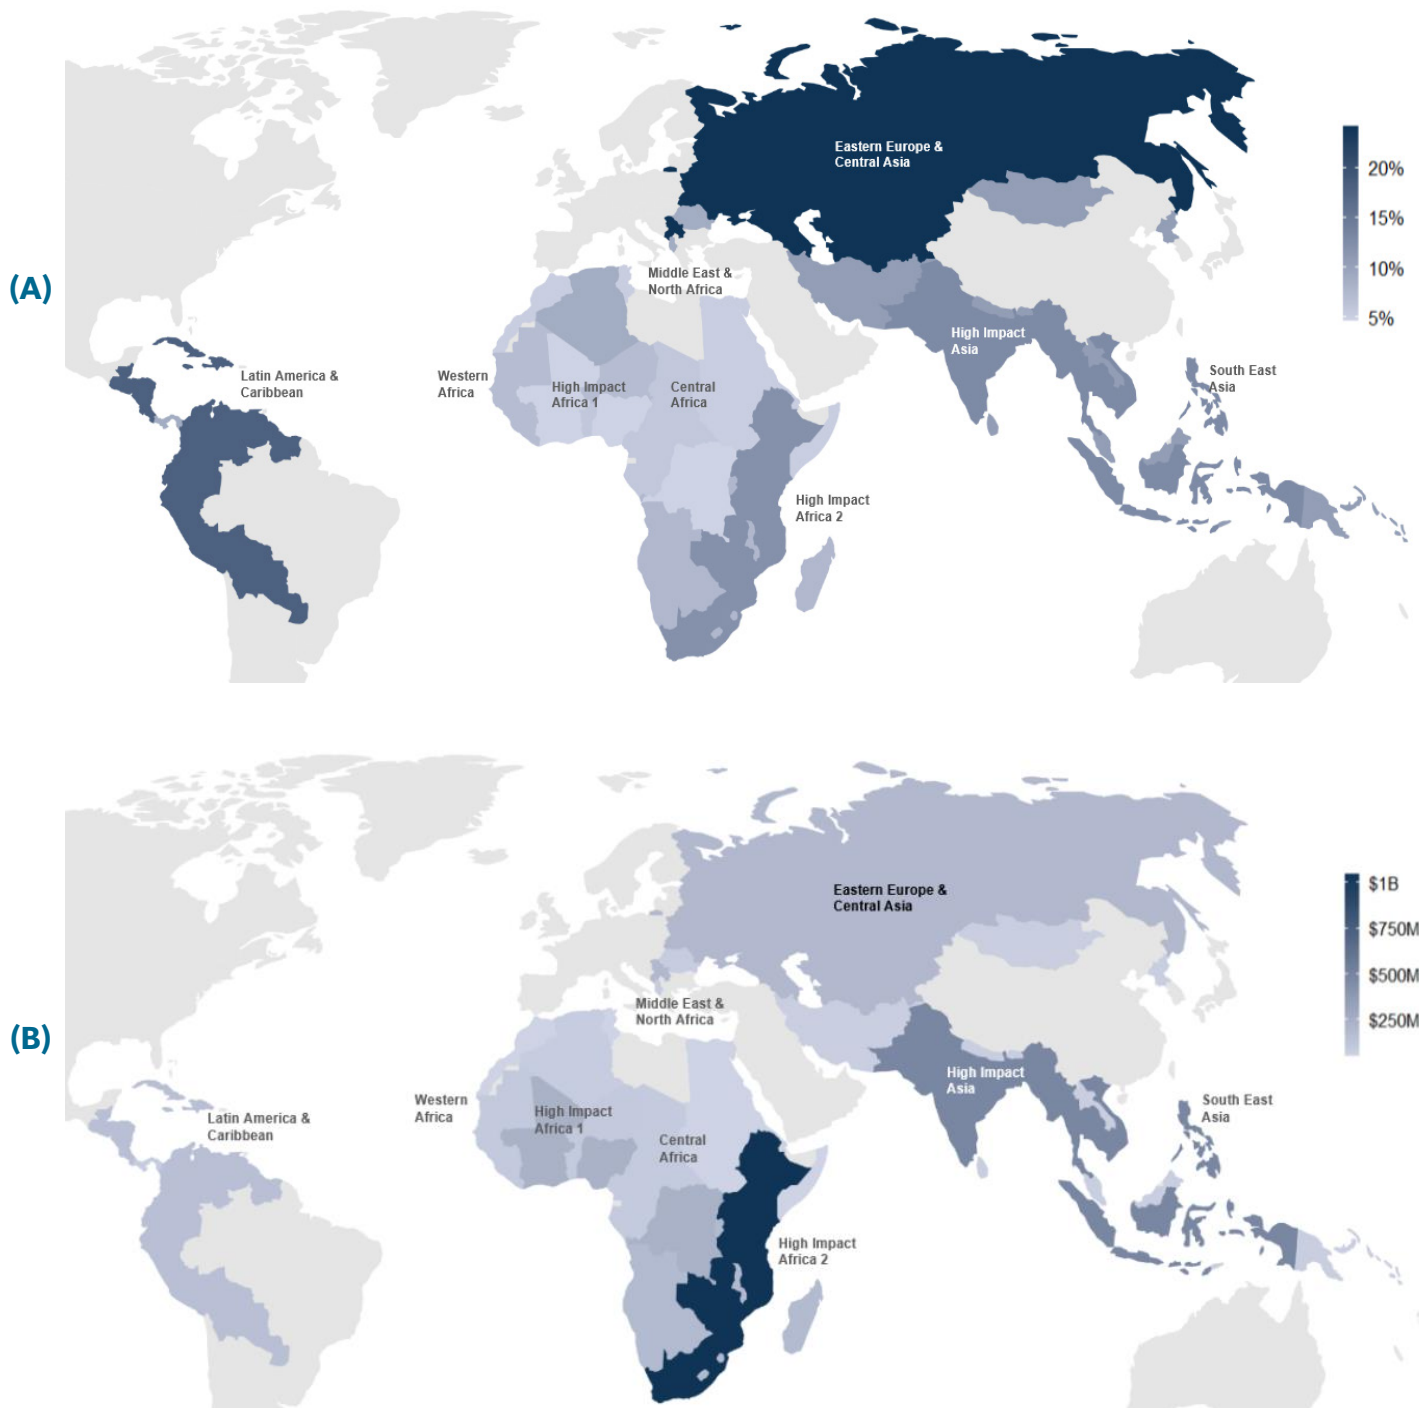 (A)
Eastern Europe &
Central Asia
20%
15%
10%
5%
Middle East &
North Africa
High Impact
Asia
Latin America &
Caribbean
Western
Africa
High Impact
Africa 1
Central
Africa
South East
Asia
High Impact
Africa 2
(B)
Eastern Europe &
Central Asia
$1B
$750M
$500M
$250M
Middle East &
North Africa
High Impact
Asia
Western
Africa
Latin America &
Caribbean
High Impact
Africa 1
Central
Africa
South East
Asia
High Impact
Africa 2